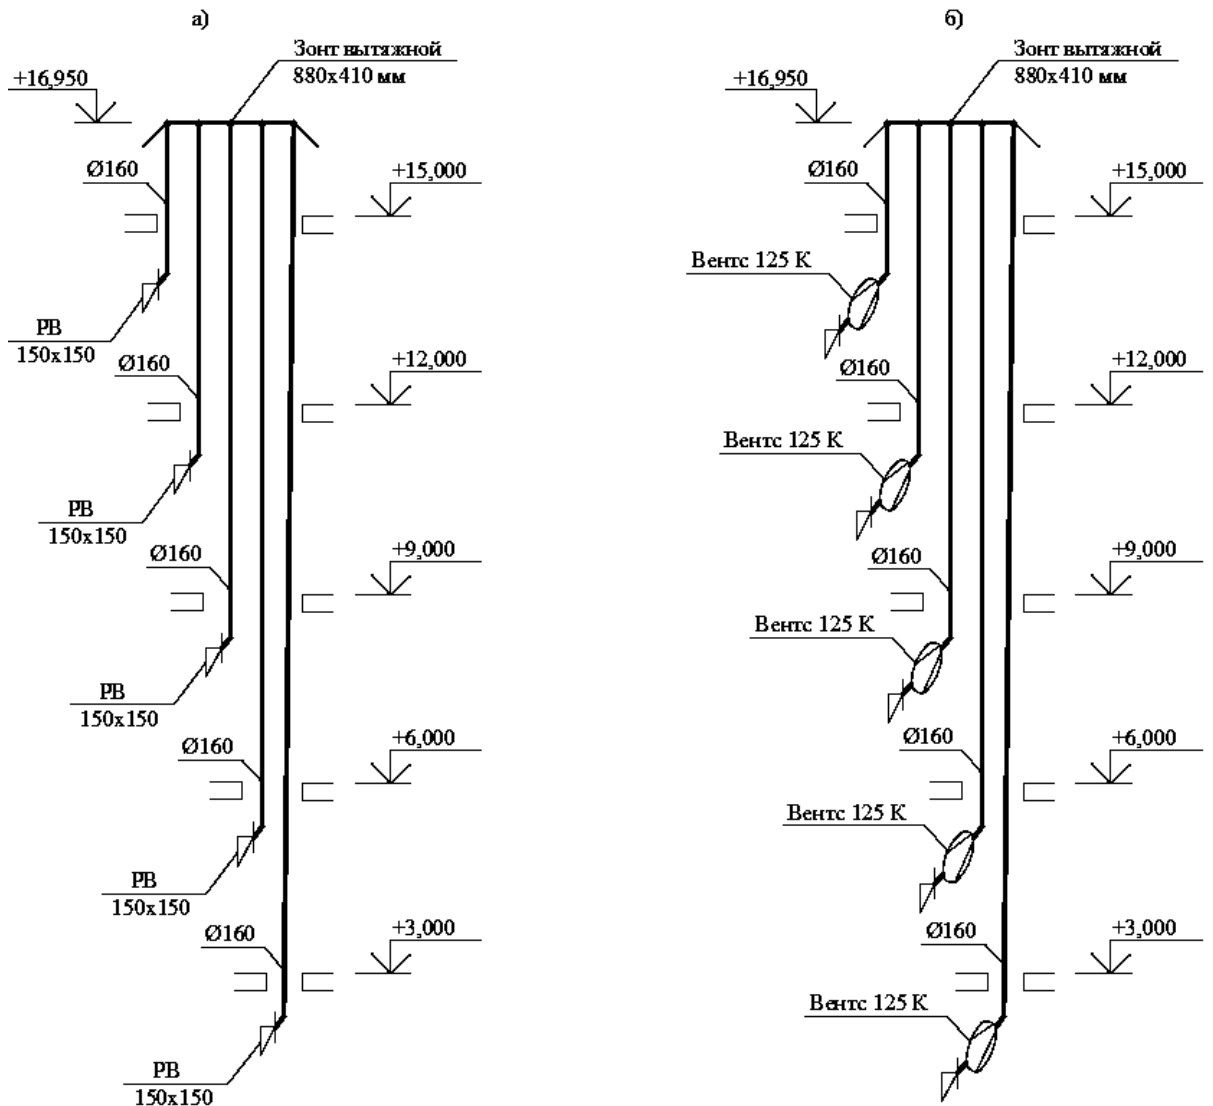 а)
Зонт вытяжной
880х410 мм
+16,950
Ø160
+15,000
РВ
150х150
Ø160
+12,000
РВ
150х150
Ø160
+9,000
РВ
150х150
Ø160
+6,000
РВ
150х150
Ø160
+3,000
РВ
150х150
б)
Зонт вытяжной
880х410 мм
+16,950
Ø160
+15,000
Вентс 125 К
Ø160
+12,000
Вентс 125 К
Ø160
+9,000
Вентс 125 К
Ø160
+6,000
Вентс 125 К
Ø160
+3,000
Вентс 125 К